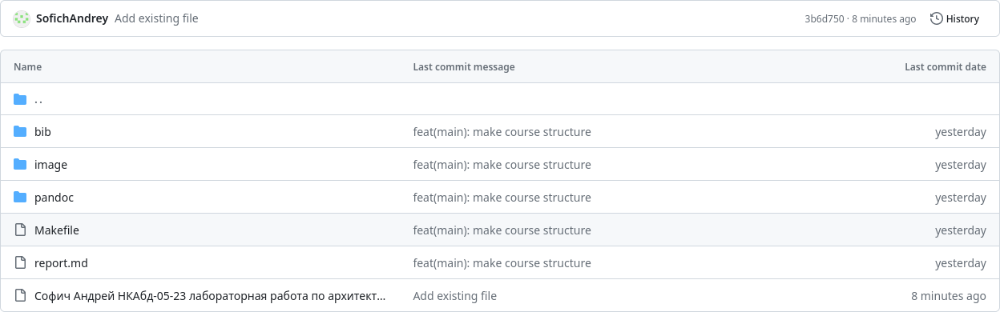 SofichAndrey Add existing file 3b6d750 · 8 minutes ago History
Name Last commit message Last commit date
..
bib feat(main): make course structure yesterday
image feat(main): make course structure yesterday
pandoc feat(main): make course structure yesterday
Makefile feat(main): make course structure yesterday
report.md feat(main): make course structure yesterday
Софич Андрей НКАбд-05-23 лабораторная работа по архитект... Add existing file 8 minutes ago